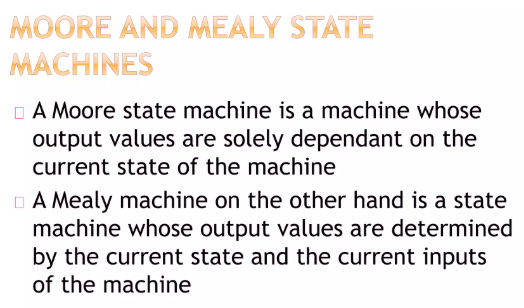 MOORE AND MEALY STATE
MACHINES
A Moore state machine is a machine whose
output values are solely dependant on the
current state of the machine
A Mealy machine on the other hand is a state
machine whose output values are determined
by the current state and the current inputs
of the machine